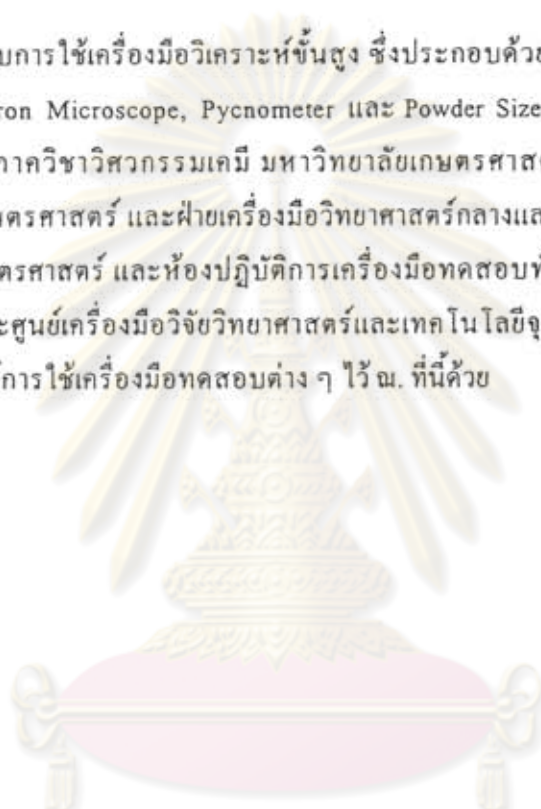 บการใช้เครื่องมือวิเคราะห์ขั้นสูง ซึ่งประกอบด้วย
ron Microscope, Pycnometer และ Powder Size
ภาควิชาวิศวกรรมเคมี มหาวิทยาลัยเกษตรศาสต
ษตรศาสตร์ และฝ่ายเครื่องมือวิทยาศาสตร์กลางแล
ตรศาสตร์ และห้องปฏิบัติการเครื่องมือทดสอบท
ะศูนย์เครื่องมือวิจัยวิทยาศาสตร์และเทคโนโลยีจุ
ก์การใช้เครื่องมือทดสอบต่าง ๆ ไว้ ณ. ที่นี้ด้วย